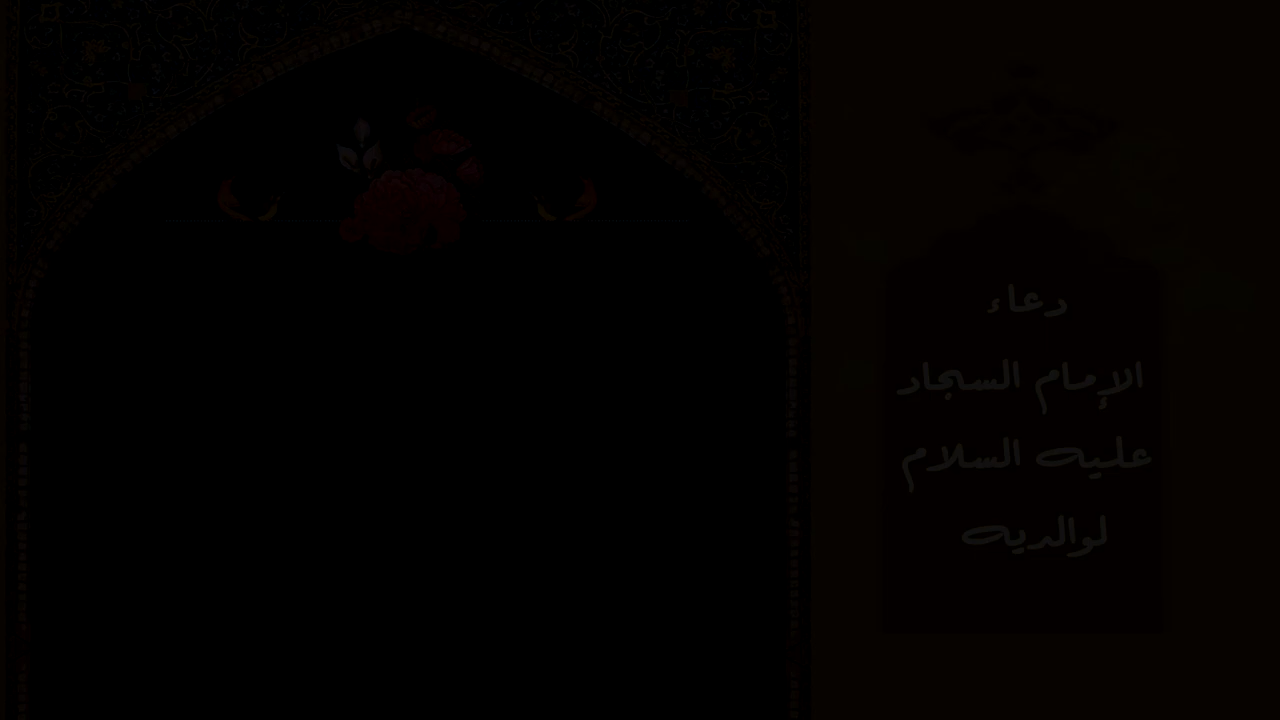 دعاء
الإمام السجاد
عليه السلام
لوالديه